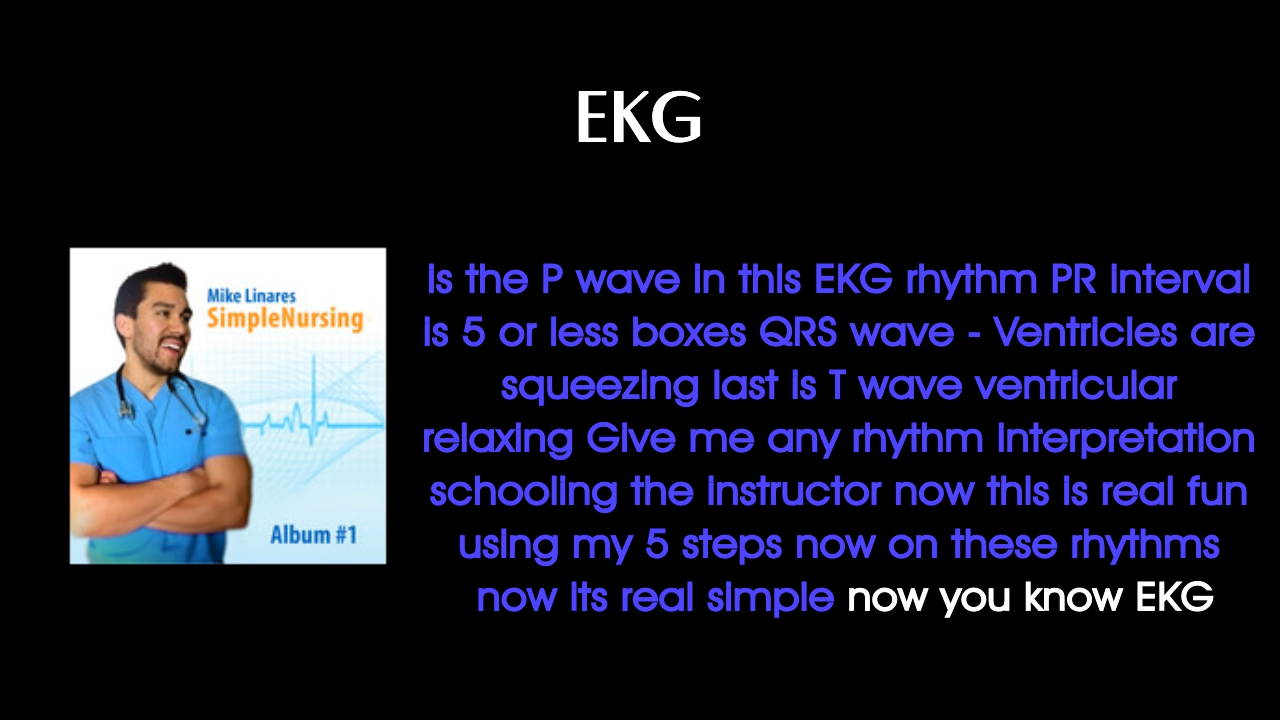 EKG
Mike Linares
SimpleNursing
Album #1
is the P wave in this EKG rhythm PR interval
is 5 or less boxes QRS wave - Ventricles are
squeezing last is T wave ventricular
relaxing Give me any rhythm interpretation
schooling the instructor now this is real fun
using my 5 steps now on these rhythms
now its real simple now you know EKG